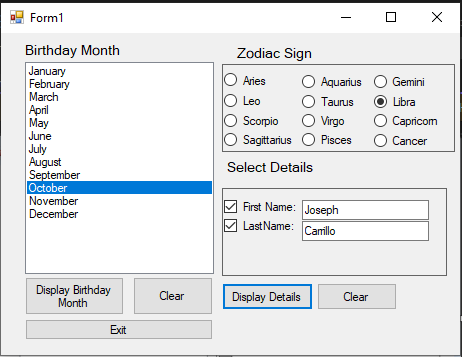 Form1
Birthday Month
January
February
March
April
May
June
July
August
September
October
November
December
Display Birthday
Month
Clear
Exit
Zodiac Sign
Aries Aquarius Gemini
Leo Taurus Libra
Scorpio Virgo Capricorn
Sagittarius Pisces Cancer
Select Details
First Name: Joseph
LastName: Carrillo
Display Details
Clear